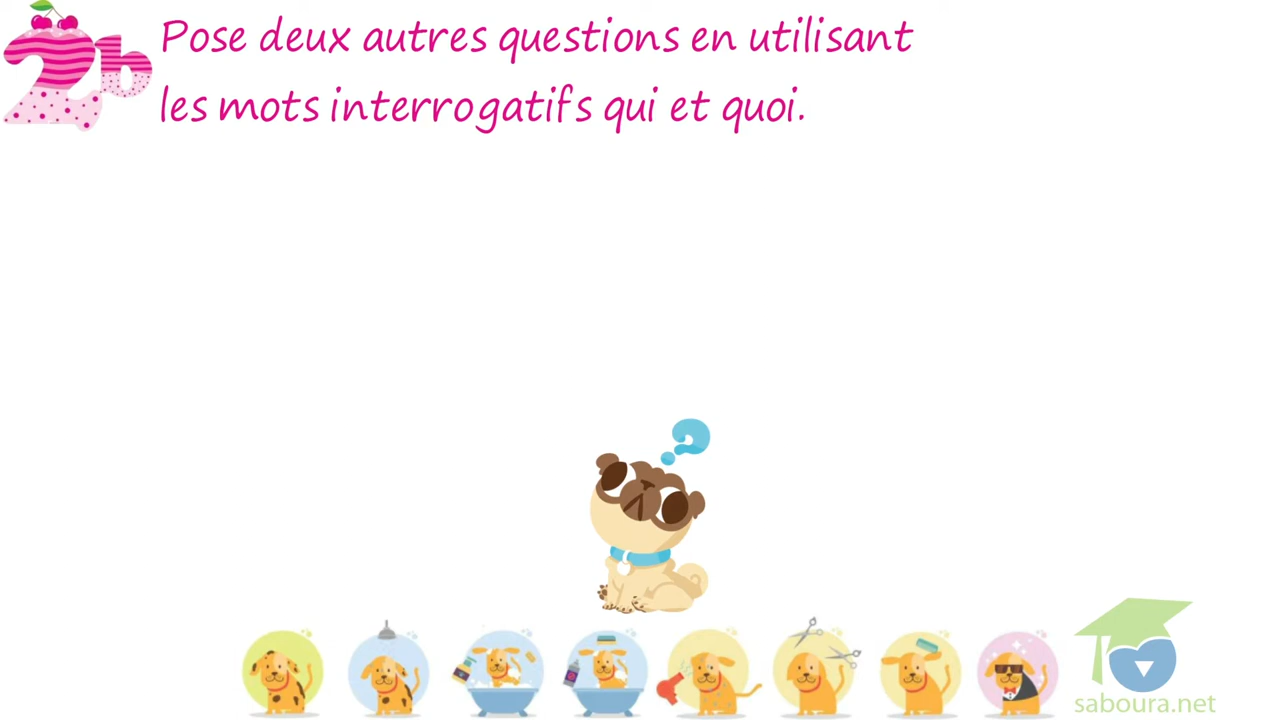 2b
Pose deux autres questions en utilisant
les mots interrogatifs qui et quoi.
?
saboura.net